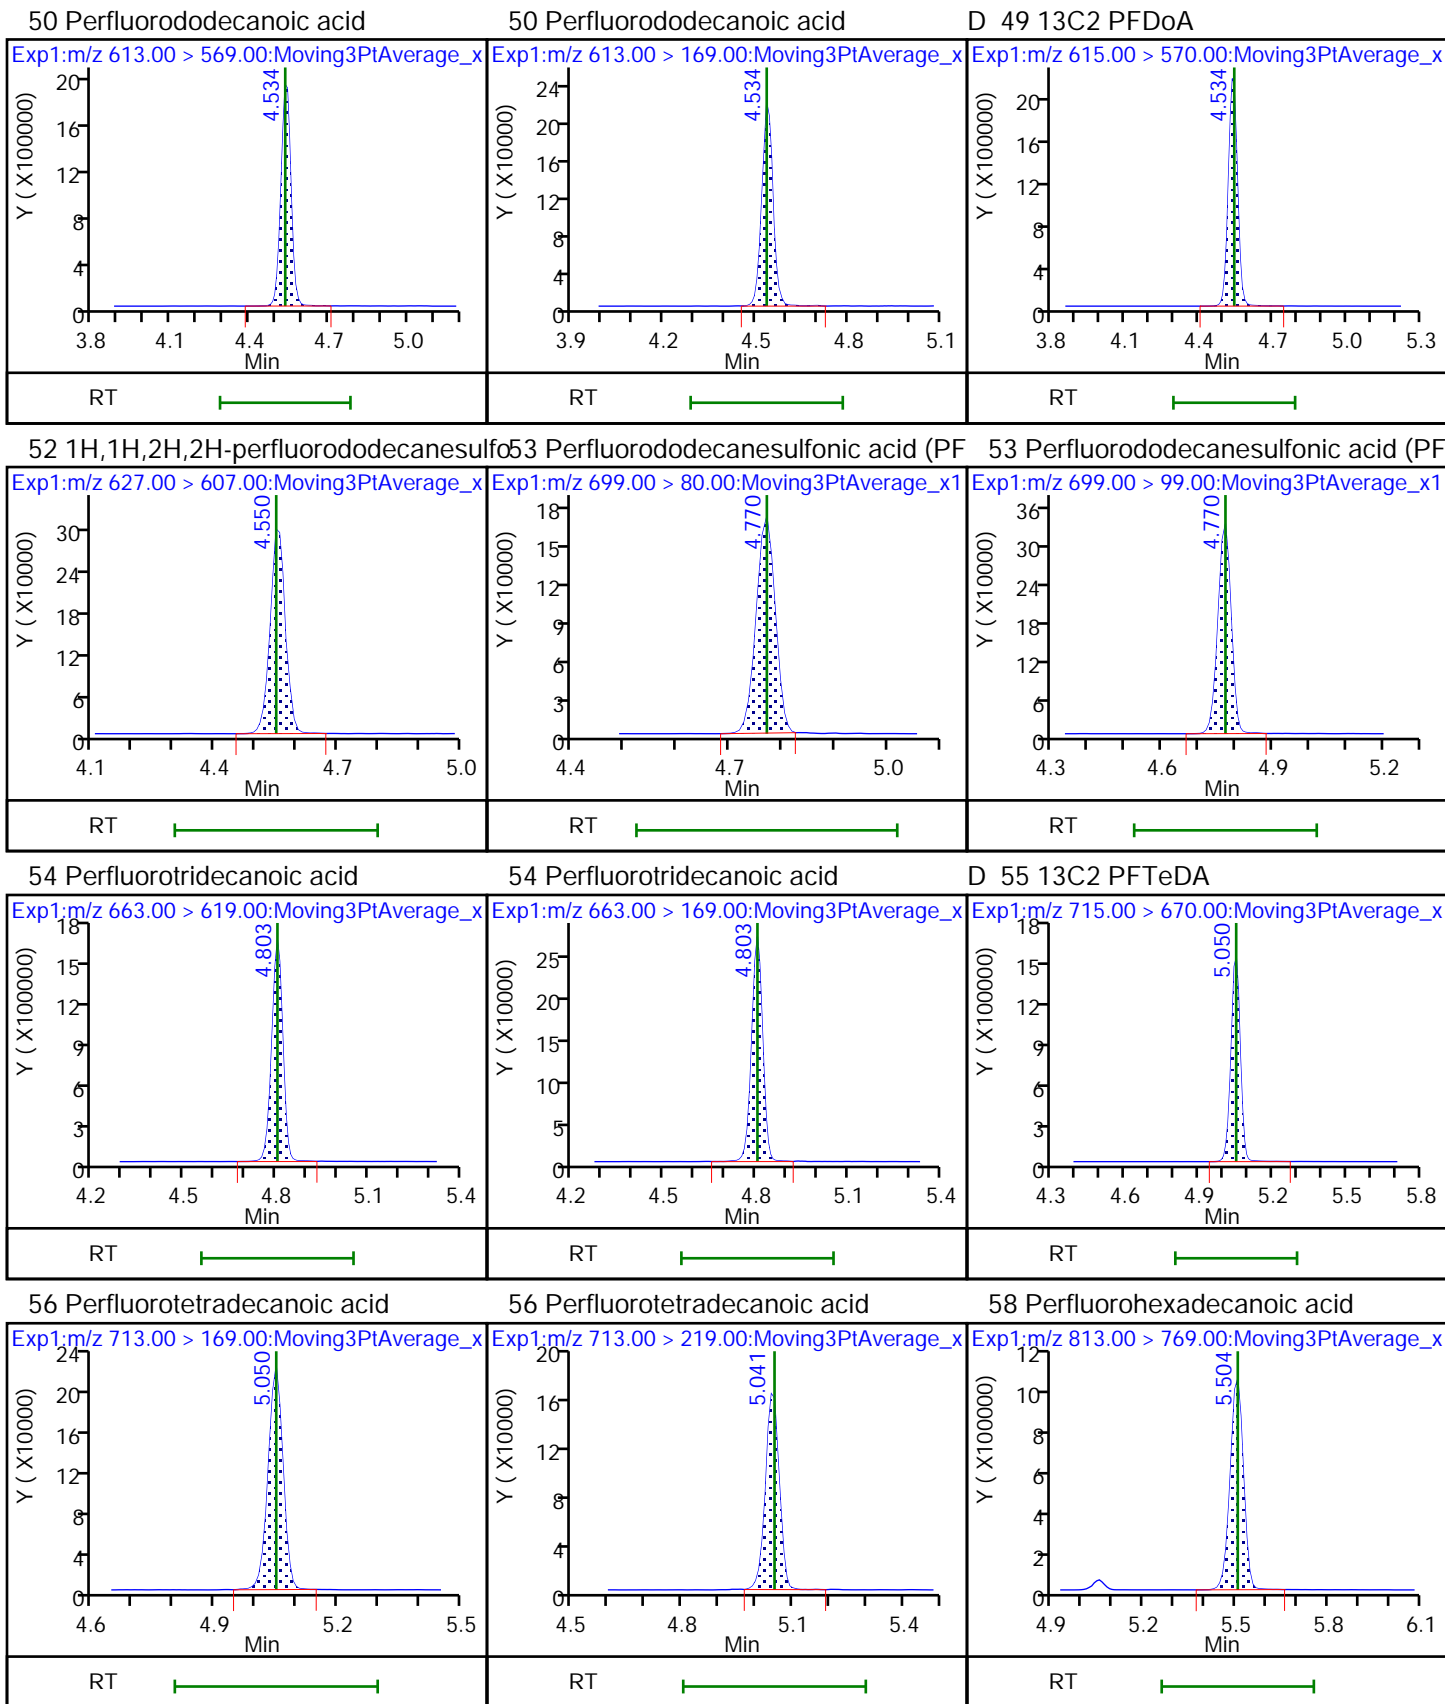 50 Perfluorododecanoic acid
Exp1:m/z 613.00 > 569.00:Moving3PtAverage_x
Y ( X100000)
20
16
12
8
4
0
4.534
3.8 4.1 4.4 4.7 5.0
Min
RT
50 Perfluorododecanoic acid
Exp1:m/z 613.00 > 169.00:Moving3PtAverage_x
Y ( X10000)
24
20
16
12
8
4
0
4.534
3.9 4.2 4.5 4.8 5.1
Min
RT
D 49 13C2 PFDoA
Exp1:m/z 615.00 > 570.00:Moving3PtAverage_x
Y ( X100000)
20
16
12
8
4
0
4.534
3.8 4.1 4.4 4.7 5.0 5.3
Min
RT
52 1H,1H,2H,2H-perfluorododecanesulfo
Exp1:m/z 627.00 > 607.00:Moving3PtAverage_x
Y ( X10000)
30
24
18
12
6
0
4.550
4.1 4.4 4.7 5.0
Min
RT
53 Perfluorododecanesulfonic acid (PF
Exp1:m/z 699.00 > 80.00:Moving3PtAverage_x1
Y ( X10000)
18
15
12
9
6
3
0
4.770
4.4 4.7 5.0
Min
RT
53 Perfluorododecanesulfonic acid (PF
Exp1:m/z 699.00 > 99.00:Moving3PtAverage_x1
Y ( X10000)
36
30
24
18
12
6
0
4.770
4.3 4.6 4.9 5.2
Min
RT
54 Perfluorotridecanoic acid
Exp1:m/z 663.00 > 619.00:Moving3PtAverage_x
Y ( X100000)
18
15
12
9
6
3
0
4.803
4.2 4.5 4.8 5.1 5.4
Min
RT
54 Perfluorotridecanoic acid
Exp1:m/z 663.00 > 169.00:Moving3PtAverage_x
Y ( X10000)
25
20
15
10
5
0
4.803
4.2 4.5 4.8 5.1 5.4
Min
RT
D 55 13C2 PFTeDA
Exp1:m/z 715.00 > 670.00:Moving3PtAverage_x
Y ( X100000)
18
15
12
9
6
3
0
5.050
4.3 4.6 4.9 5.2 5.5 5.8
Min
RT
56 Perfluorotetradecanoic acid
Exp1:m/z 713.00 > 169.00:Moving3PtAverage_x
Y ( X10000)
24
20
16
12
8
4
0
5.050
4.6 4.9 5.2 5.5
Min
RT
56 Perfluorotetradecanoic acid
Exp1:m/z 713.00 > 219.00:Moving3PtAverage_x
Y ( X10000)
20
16
12
8
4
0
5.041
4.5 4.8 5.1 5.4
Min
RT
58 Perfluorohexadecanoic acid
Exp1:m/z 813.00 > 769.00:Moving3PtAverage_x
Y ( X100000)
12
10
8
6
4
2
0
5.504
4.9 5.2 5.5 5.8 6.1
Min
RT